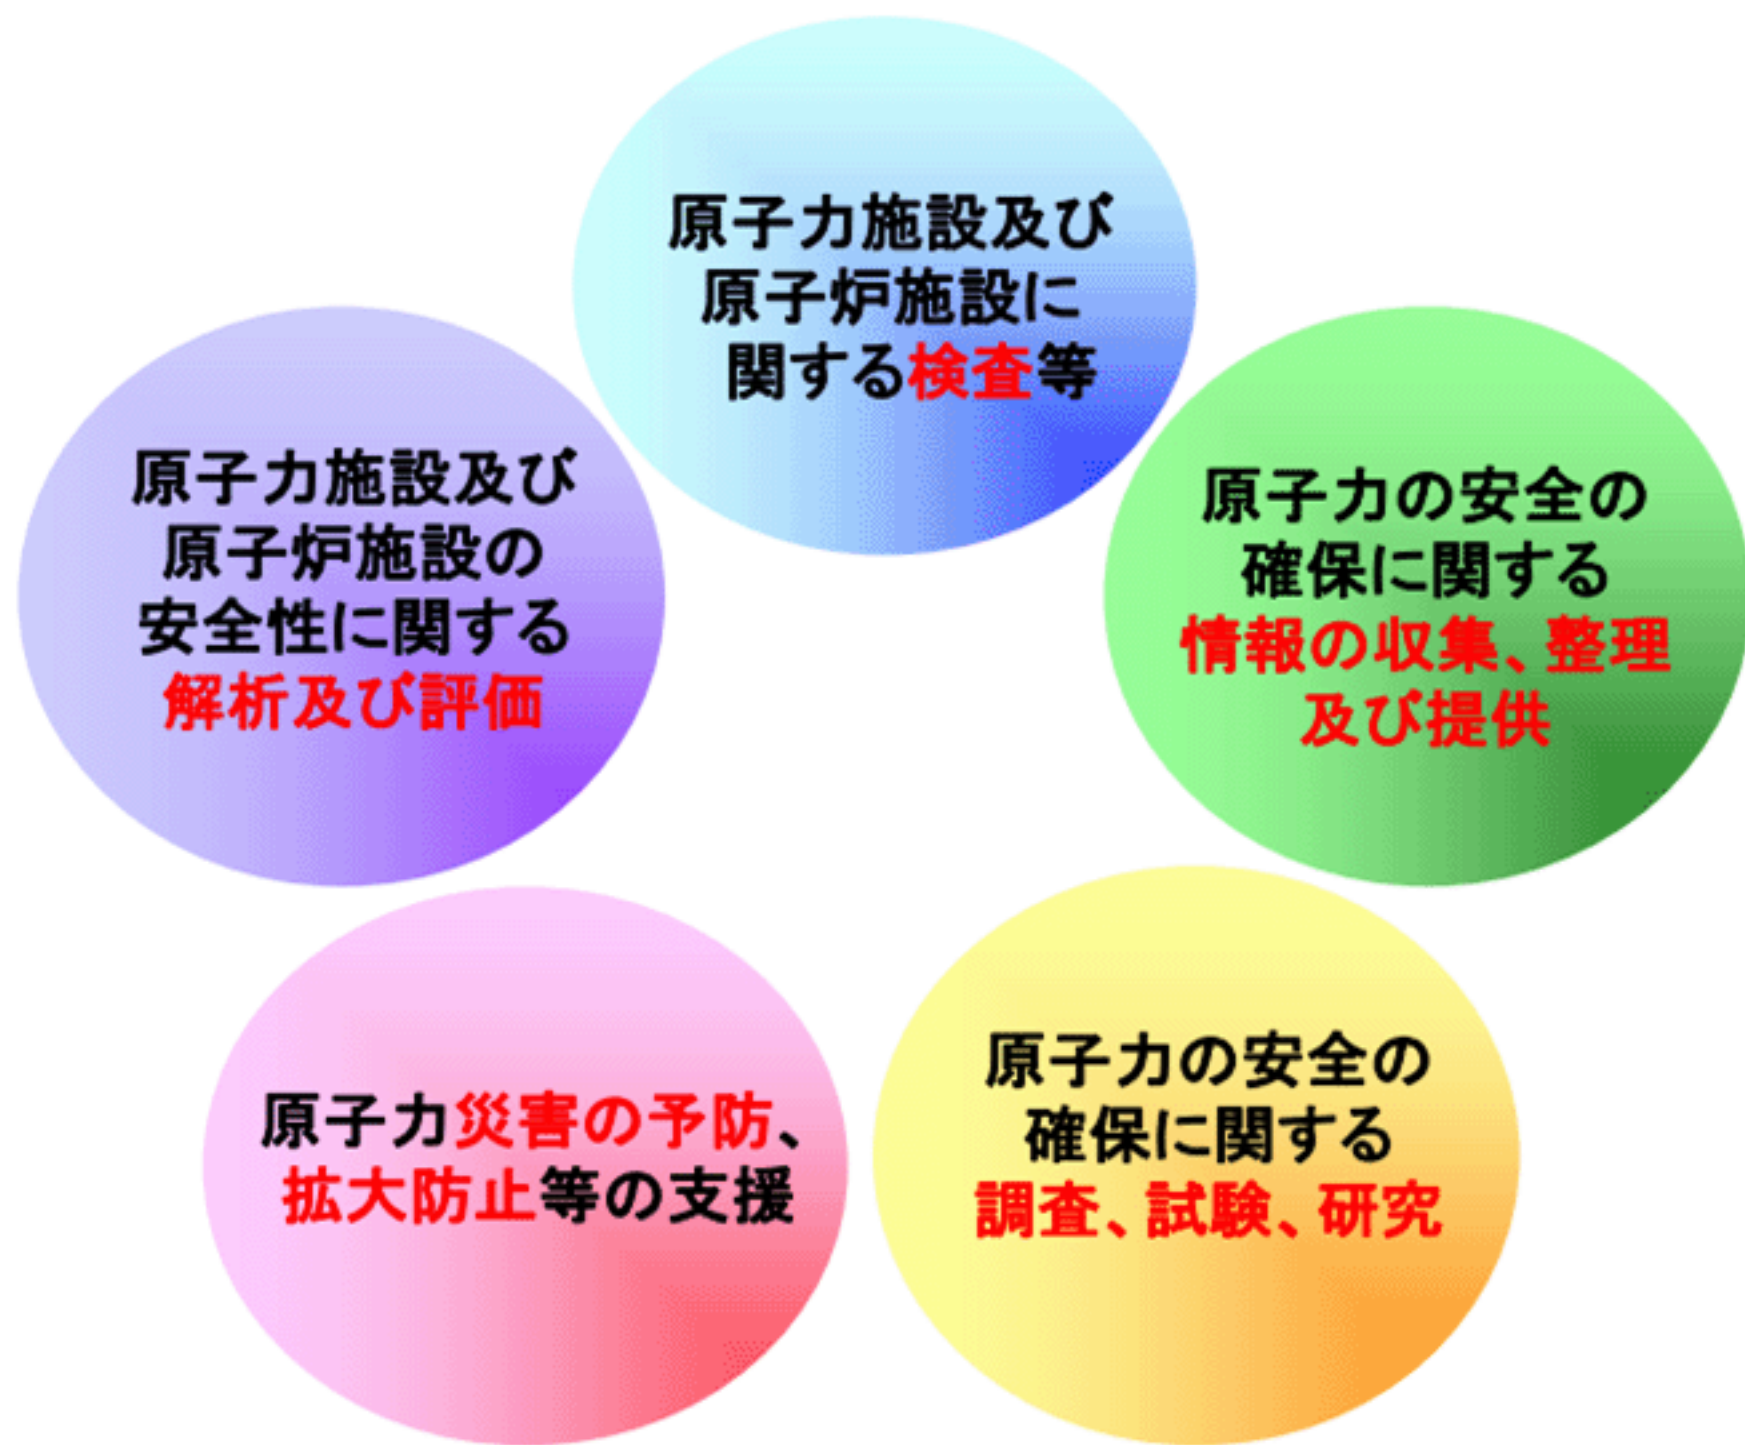 原子力施設及び
原子炉施設に
関する検査等
原子力施設及び
原子炉施設の
安全性に関する
解析及び評価
原子力の安全の
確保に関する
情報の収集、整理
及び提供
原子力災害の予防、
拡大防止等の支援
原子力の安全の
確保に関する
調査、試験、研究